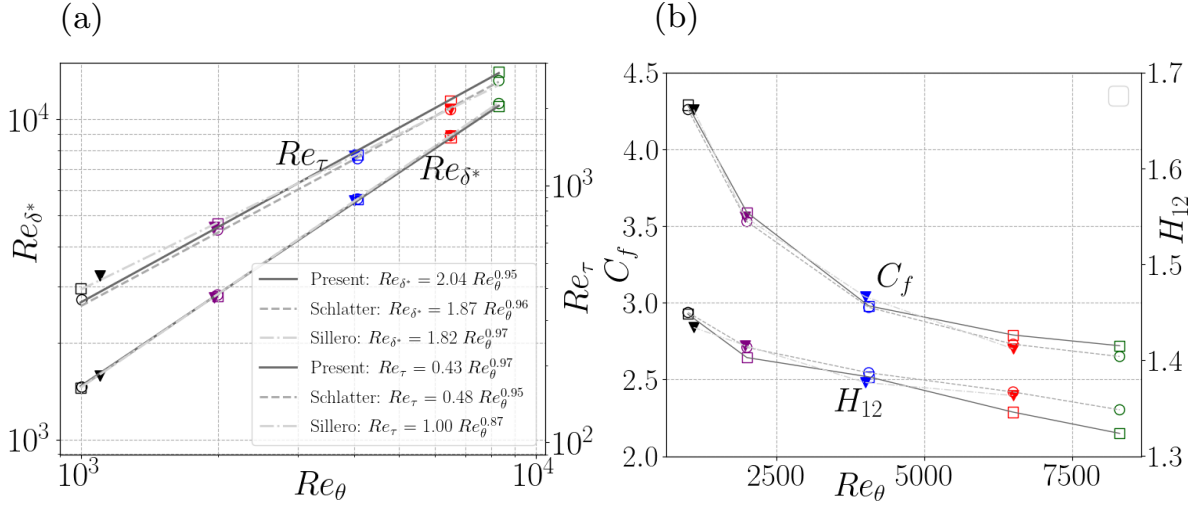 (a)
(b)
10^4
10^3
Re_{δ*}
10^3
10^4
Re_θ
10^3
10^2
Re_τ
Re_τ
Re_{δ*}
Present: Re_{δ*} = 2.04 Re_θ^{0.95}
Schlatter: Re_{δ*} = 1.87 Re_θ^{0.96}
Sillero: Re_{δ*} = 1.82 Re_θ^{0.97}
Present: Re_τ = 0.43 Re_θ^{0.97}
Schlatter: Re_τ = 0.48 Re_θ^{0.95}
Sillero: Re_τ = 1.00 Re_θ^{0.87}
4.5
4.0
3.5
3.0
2.5
2.0
C_f
2500
5000
7500
Re_θ
1.7
1.6
1.5
1.4
1.3
H_{12}
C_f
H_{12}